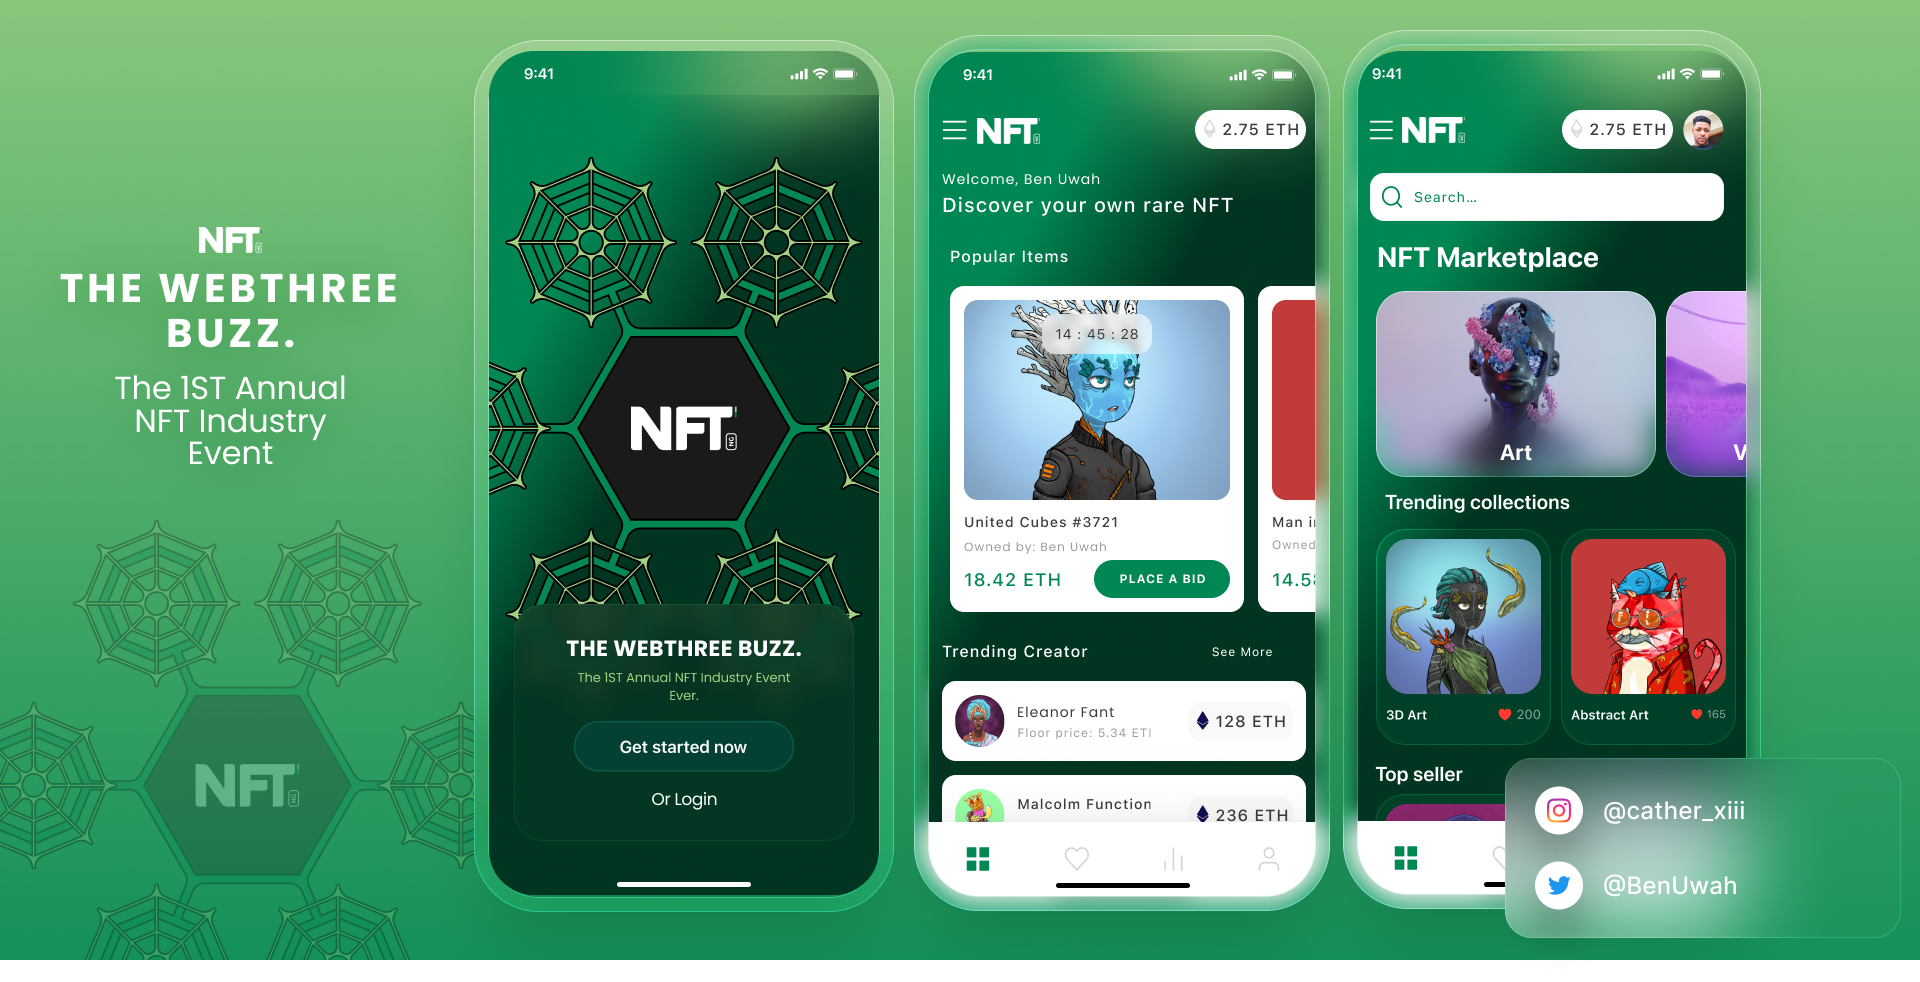 NFT
NG
THE WEBTHREE
BUZZ.
The 1ST Annual
NFT Industry
Event
NFT
NG
9:41
NFT
NG
THE WEBTHREE BUZZ.
The 1ST Annual NFT Industry Event
Ever.
Get started now
Or Login
9:41
NFT
2.75 ETH
Welcome, Ben Uwah
Discover your own rare NFT
Popular Items
14 : 45 : 28
United Cubes #3721
Owned by: Ben Uwah
18.42 ETH
PLACE A BID
Man i
Owned
14.5
Trending Creator
See More
Eleanor Fant
Floor price: 5.34 ET
128 ETH
Malcolm Function
236 ETH
9:41
NFT
2.75 ETH
Search...
NFT Marketplace
Art
V
Trending collections
3D Art
200
Abstract Art
165
Top seller
@cather_xiii
@BenUwah